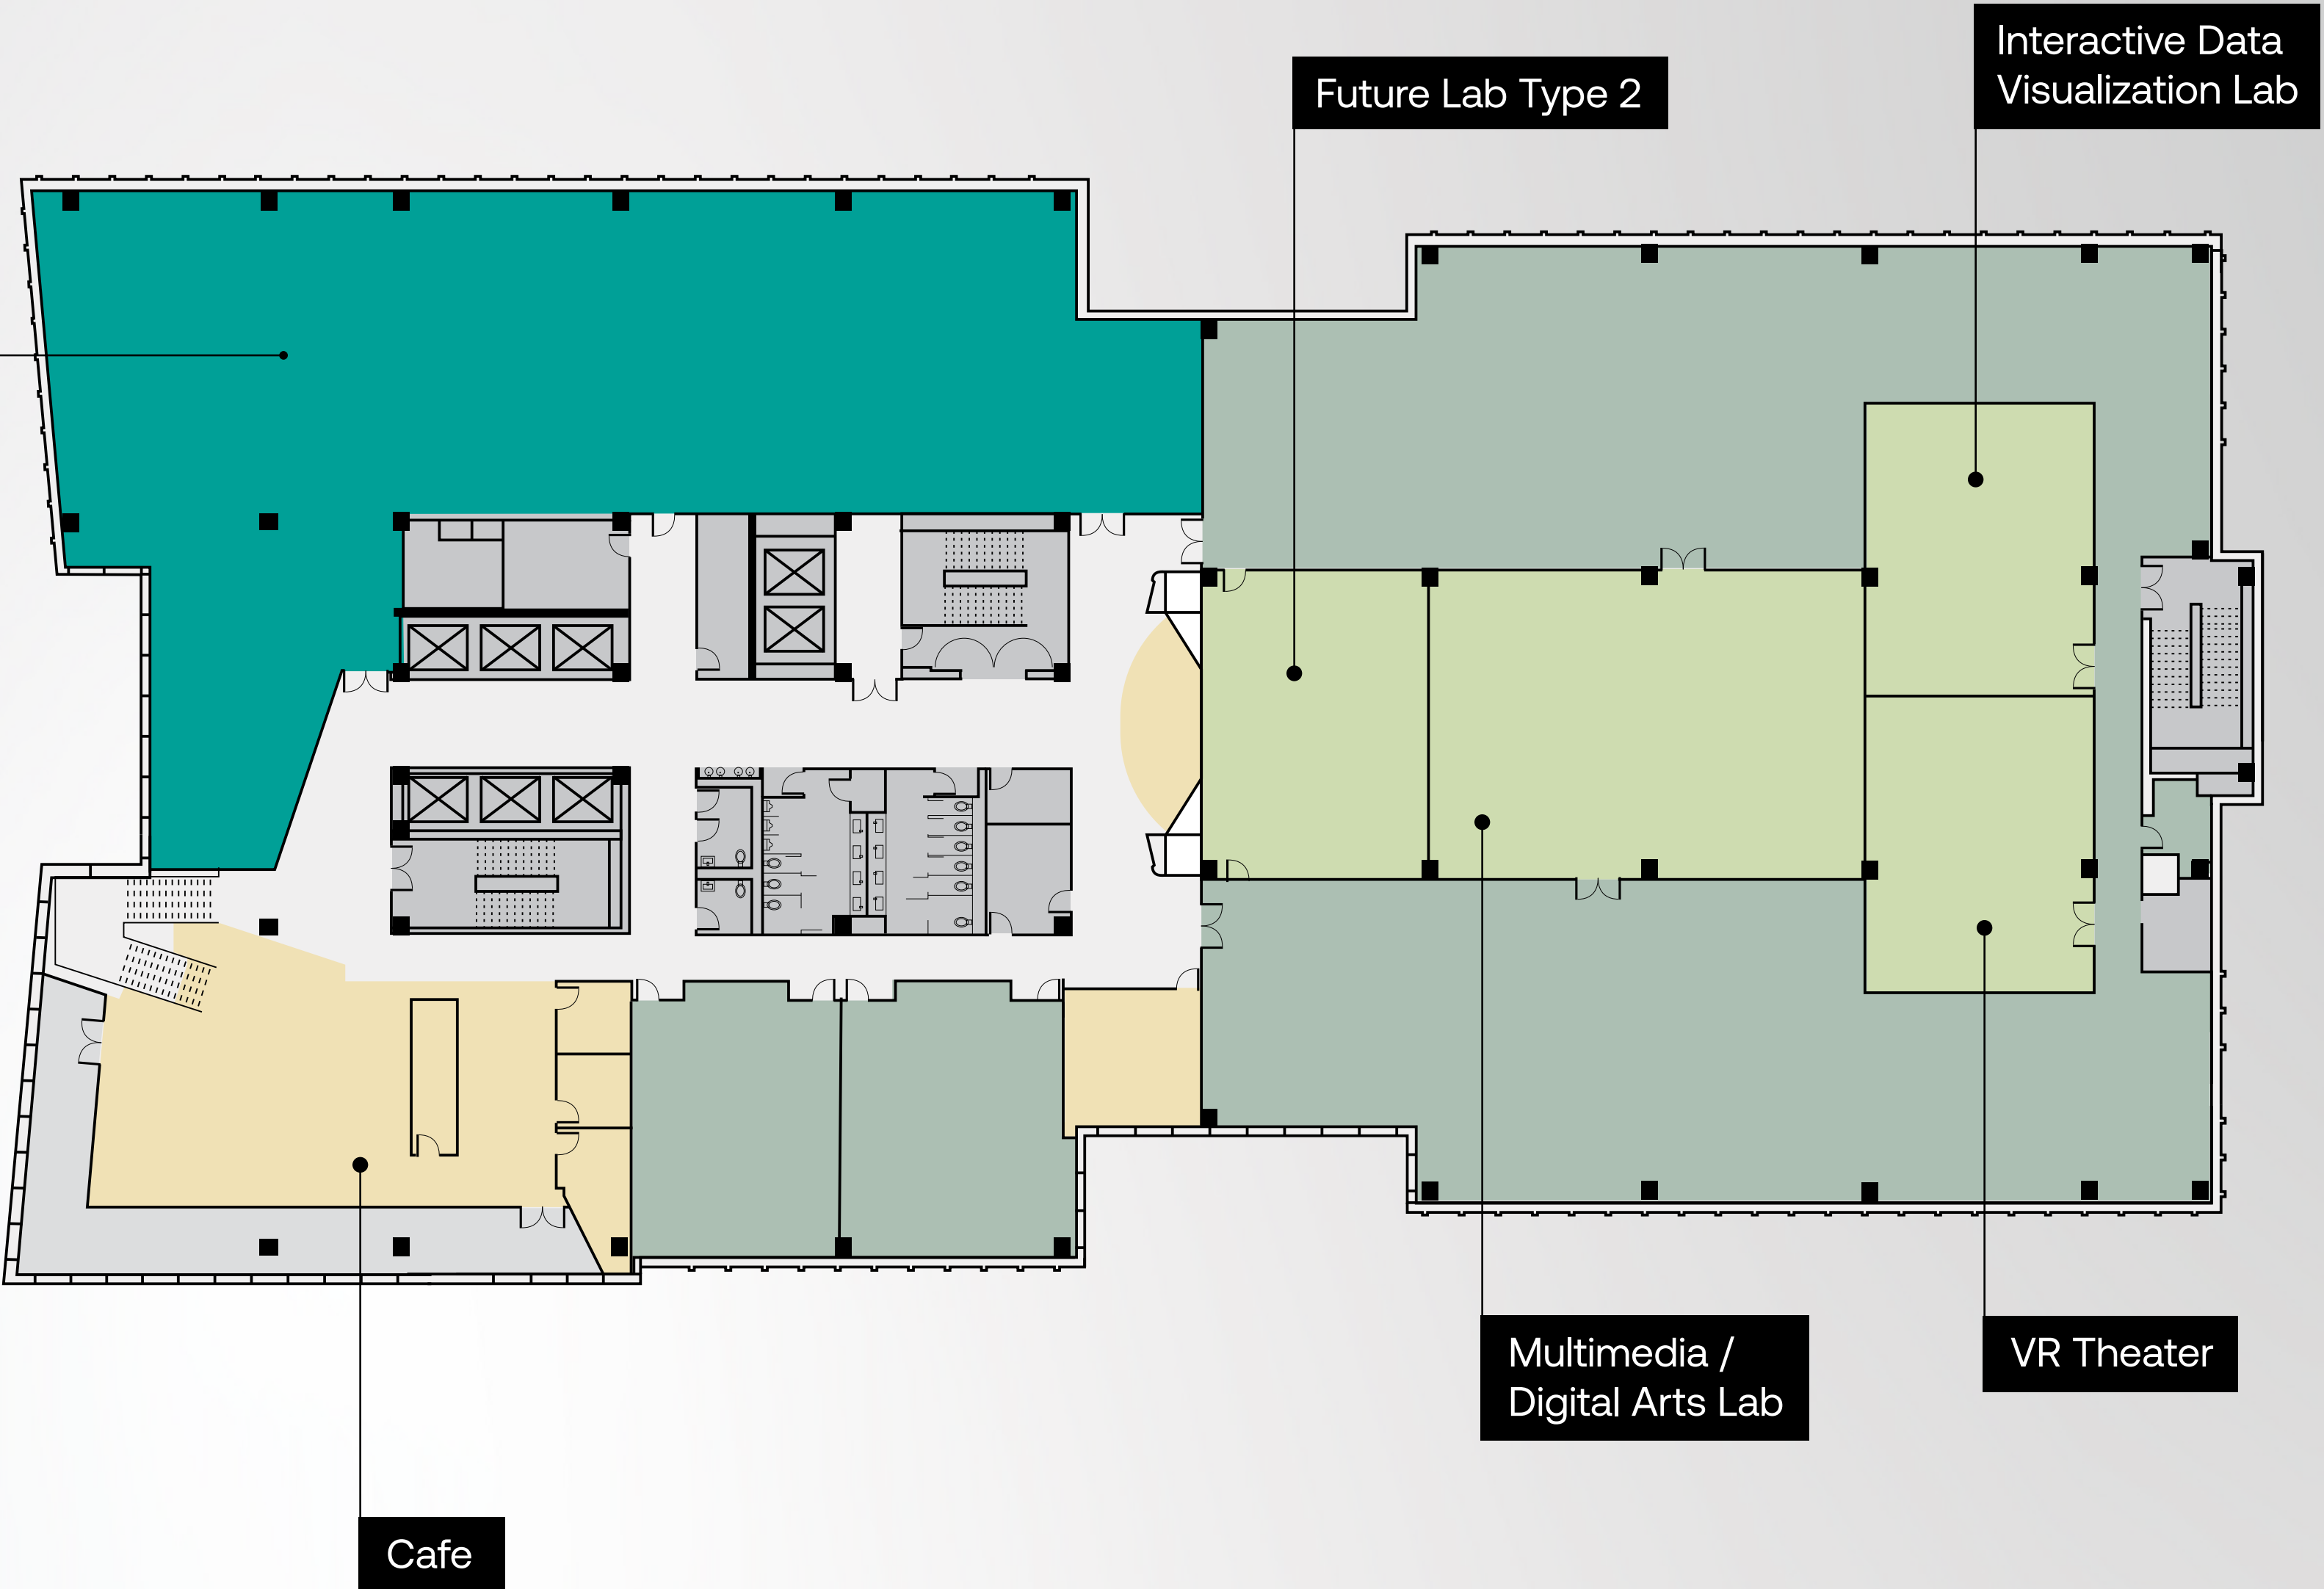 Interactive Data
Visualization Lab
Future Lab Type 2
Multimedia /
Digital Arts Lab
VR Theater
Cafe